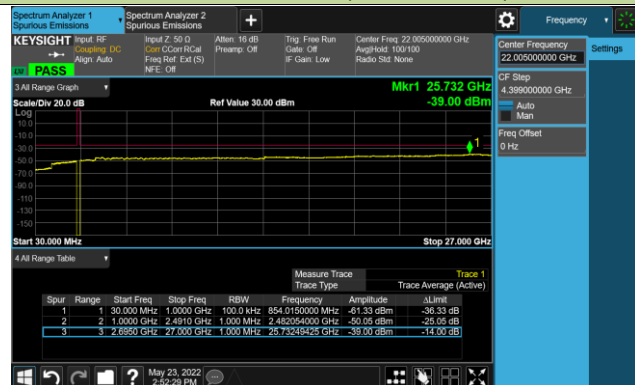 Spectrum Analyzer 1
Spurious Emissions
Spectrum Analyzer 2
Spurious Emissions
+
Frequency
KEYSIGHT
Input: RF
Coupling: DC
Align: Auto
Input Z: 50 Ω
Corr CCorr RCal
Freq Ref: Ext (S)
NFE: Off
Atten: 16 dB
Preamp: Off
Trig: Free Run
Gate: Off
IF Gain: Low
Center Freq: 22.005000000 GHz
Avg|Hold: 100/100
Radio Std: None
PASS
Center Frequency
22.005000000 GHz
Settings
CF Step
4.399000000 GHz
Auto
Man
Freq Offset
0 Hz
3 All Range Graph
Mkr1 25.732 GHz
Scale/Div 20.0 dB
Ref Value 30.00 dBm
-39.00 dBm
Log
10.0
-10.0
-30.0
-50.0
-70.0
-90.0
-110
-130
-150
1
Start 30.000 MHz
Stop 27.000 GHz
4 All Range Table
Measure Trace Trace 1
Trace Type Trace Average (Active)
Spur Range Start Freq Stop Freq RBW Frequency Amplitude ΔLimit
1 1 30.000 MHz 1.0000 GHz 100.0 kHz 854.0150000 MHz -61.33 dBm -36.33 dB
2 2 1.0000 GHz 2.4910 GHz 1.000 MHz 2.482054000 GHz -50.05 dBm -25.05 dB
3 3 2.6950 GHz 27.000 GHz 1.000 MHz 25.73249425 GHz -39.00 dBm -14.00 dB
?
May 23, 2022
2:52:29 PM